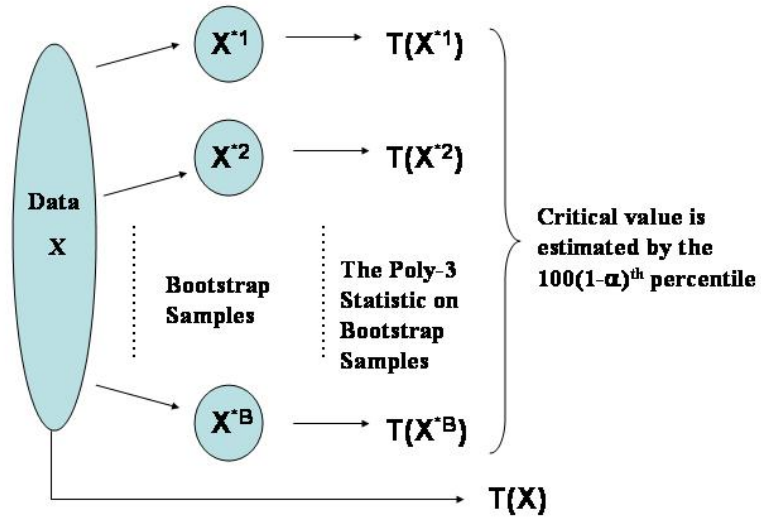 X*1
T(X*1)
X*2
T(X*2)
Data
X
Critical value is
estimated by the
100(1-α)th percentile
Bootstrap
Samples
The Poly-3
Statistic on
Bootstrap
Samples
X*B
T(X*B)
T(X)